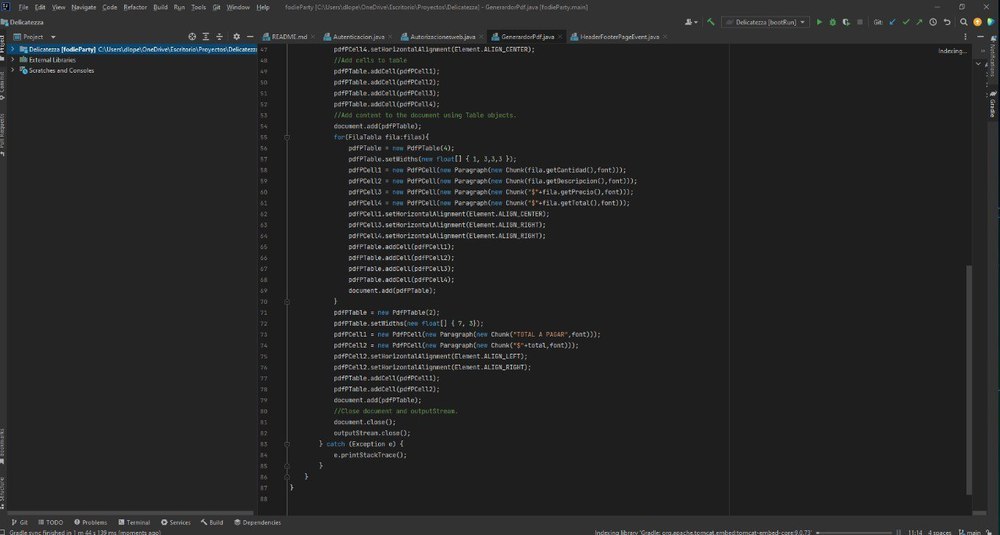 File Edit View Navigate Code Refactor Build Run Tools Git Window Help fodieParty [C:\Users\dlope\OneDrive\Escritorio\Proyectos\Delicatezza] - GenerardorPdf.java [fodieParty.main]
Delicatezza
Delicatezza [bootRun]
Git:
Project
README.md
Autenticacion.java
Autorizacionesweb.java
GenerardorPdf.java
HeaderFooterPageEvent.java
Delicatezza [fodieParty] C:\Users\dlope\OneDrive\Escritorio\Proyectos\Delicatezza
External Libraries
Scratches and Consoles
Indexing...
Project
Commit
Pull Requests
Bookmarks
Structure
Notifications
Gradle
47 pdfPCell4.setHorizontalAlignment(Element.ALIGN_CENTER);
48 //Add cells to table
49 pdfPTable.addCell(pdfPCell1);
50 pdfPTable.addCell(pdfPCell2);
51 pdfPTable.addCell(pdfPCell3);
52 pdfPTable.addCell(pdfPCell4);
53 //Add content to the document using Table objects.
54 document.add(pdfPTable);
55 for(FilaTabla fila:filas){
56 pdfPTable = new PdfPTable(4);
57 pdfPTable.setWidths(new float[] { 1, 3,3,3 });
58 pdfPCell1 = new PdfPCell(new Paragraph(new Chunk(fila.getCantidad(),font)));
59 pdfPCell2 = new PdfPCell(new Paragraph(new Chunk(fila.getDescripcion(),font)));
60 pdfPCell3 = new PdfPCell(new Paragraph(new Chunk("$"+fila.getPrecio(),font)));
61 pdfPCell4 = new PdfPCell(new Paragraph(new Chunk("$"+fila.getTotal(),font)));
62 pdfPCell1.setHorizontalAlignment(Element.ALIGN_CENTER);
63 pdfPCell3.setHorizontalAlignment(Element.ALIGN_RIGHT);
64 pdfPCell4.setHorizontalAlignment(Element.ALIGN_RIGHT);
65 pdfPTable.addCell(pdfPCell1);
66 pdfPTable.addCell(pdfPCell2);
67 pdfPTable.addCell(pdfPCell3);
68 pdfPTable.addCell(pdfPCell4);
69 document.add(pdfPTable);
70 }
71 pdfPTable = new PdfPTable(2);
72 pdfPTable.setWidths(new float[] { 7, 3});
73 pdfPCell1 = new PdfPCell(new Paragraph(new Chunk("TOTAL A PAGAR",font)));
74 pdfPCell2 = new PdfPCell(new Paragraph(new Chunk("$"+total,font)));
75 pdfPCell2.setHorizontalAlignment(Element.ALIGN_LEFT);
76 pdfPCell2.setHorizontalAlignment(Element.ALIGN_RIGHT);
77 pdfPTable.addCell(pdfPCell1);
78 pdfPTable.addCell(pdfPCell2);
79 document.add(pdfPTable);
80 //Close document and outputStream.
81 document.close();
82 outputStream.close();
83 } catch (Exception e) {
84 e.printStackTrace();
85 }
86 }
87 }
88
Git TODO Problems Terminal Services Build Dependencies
Gradle sync finished in 1 m 44 s 139 ms (moments ago)
Indexing library 'Gradle: org.apache.tomcat.embed:tomcat-embed-core:9.0.73'
11:14 4 spaces main